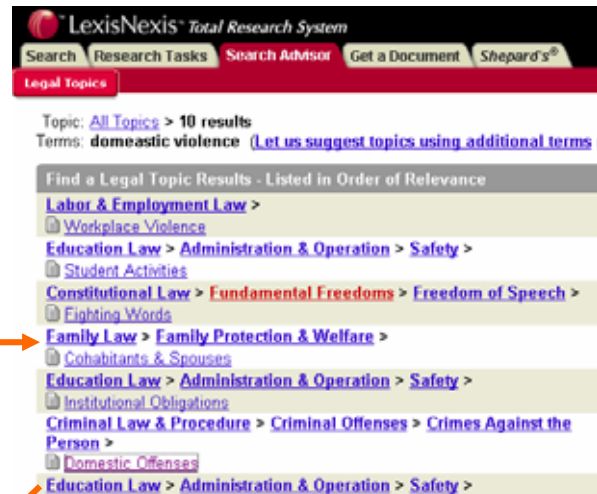 LexisNexis™ Total Research System
Search Research Tasks Search Advisor Get a Document Shepard's®
Legal Topics
Topic: All Topics > 10 results
Terms: domeastic violence (Let us suggest topics using additional terms
Find a Legal Topic Results - Listed in Order of Relevance
Labor & Employment Law >
Workplace Violence
Education Law > Administration & Operation > Safety >
Student Activities
Constitutional Law > Fundamental Freedoms > Freedom of Speech >
Fighting Words
Family Law > Family Protection & Welfare >
Cohabitants & Spouses
Education Law > Administration & Operation > Safety >
Institutional Obligations
Criminal Law & Procedure > Criminal Offenses > Crimes Against the
Person >
Domestic Offenses
Education Law > Administration & Operation > Safety >